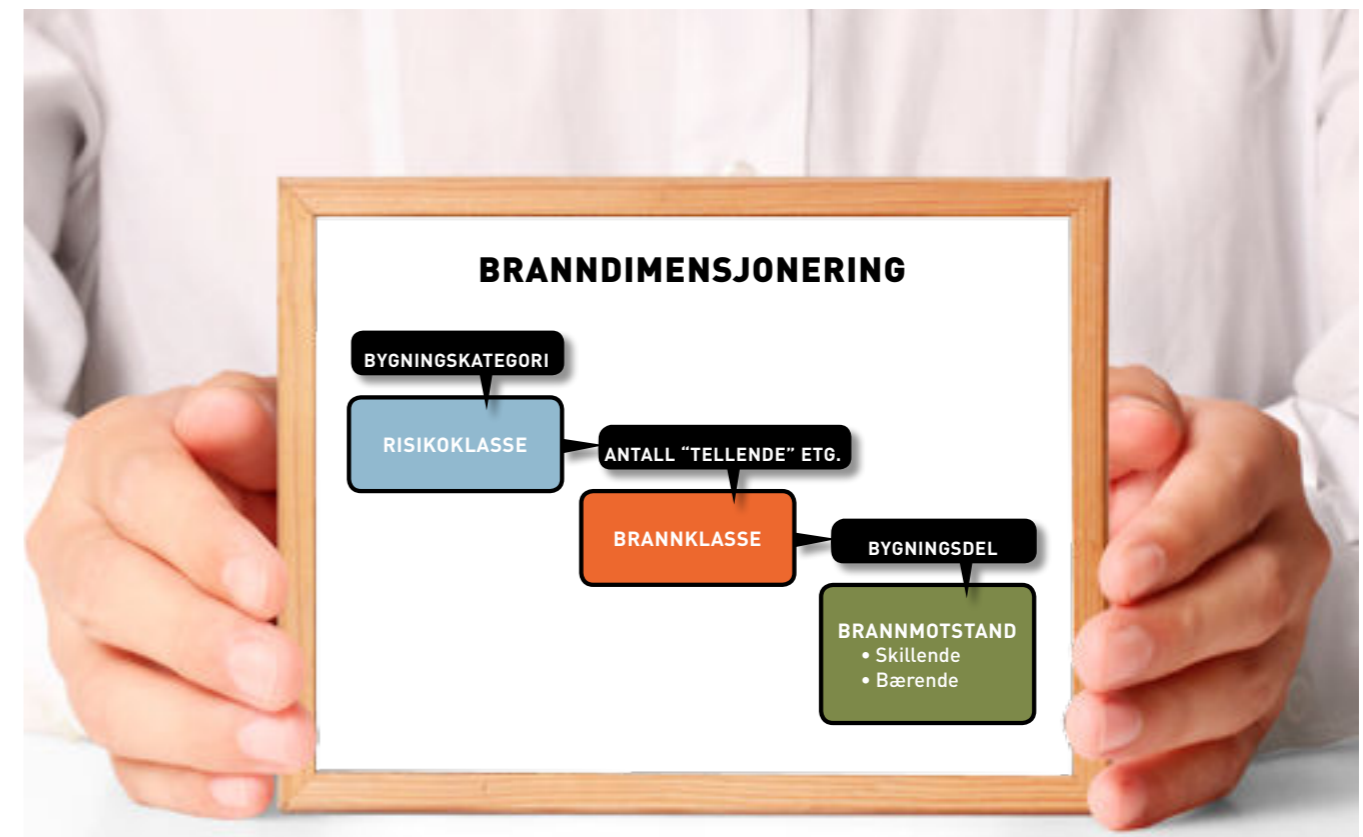 BRANNDIMENSJONERING
BYGNINGSKATEGORI
RISIKOKLASSE
ANTALL “TELLENDE” ETG.
BRANNKLASSE
BYGNINGSDEL
BRANNMOTSTAND
• Skillende
• Bærende